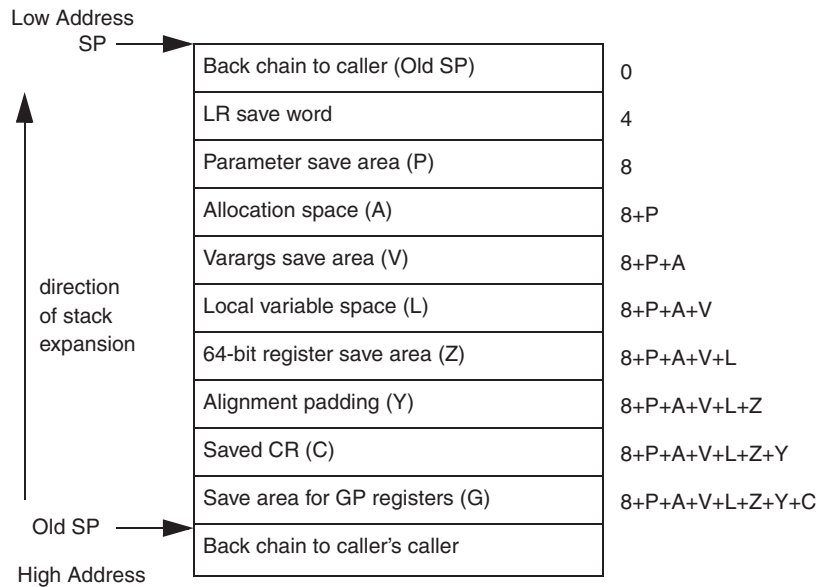 Low Address
SP
Back chain to caller (Old SP) 0
LR save word 4
Parameter save area (P) 8
Allocation space (A) 8+P
Varargs save area (V) 8+P+A
Local variable space (L) 8+P+A+V
64-bit register save area (Z) 8+P+A+V+L
Alignment padding (Y) 8+P+A+V+L+Z
Saved CR (C) 8+P+A+V+L+Z+Y
Save area for GP registers (G) 8+P+A+V+L+Z+Y+C
Back chain to caller's caller
direction
of stack
expansion
Old SP
High Address